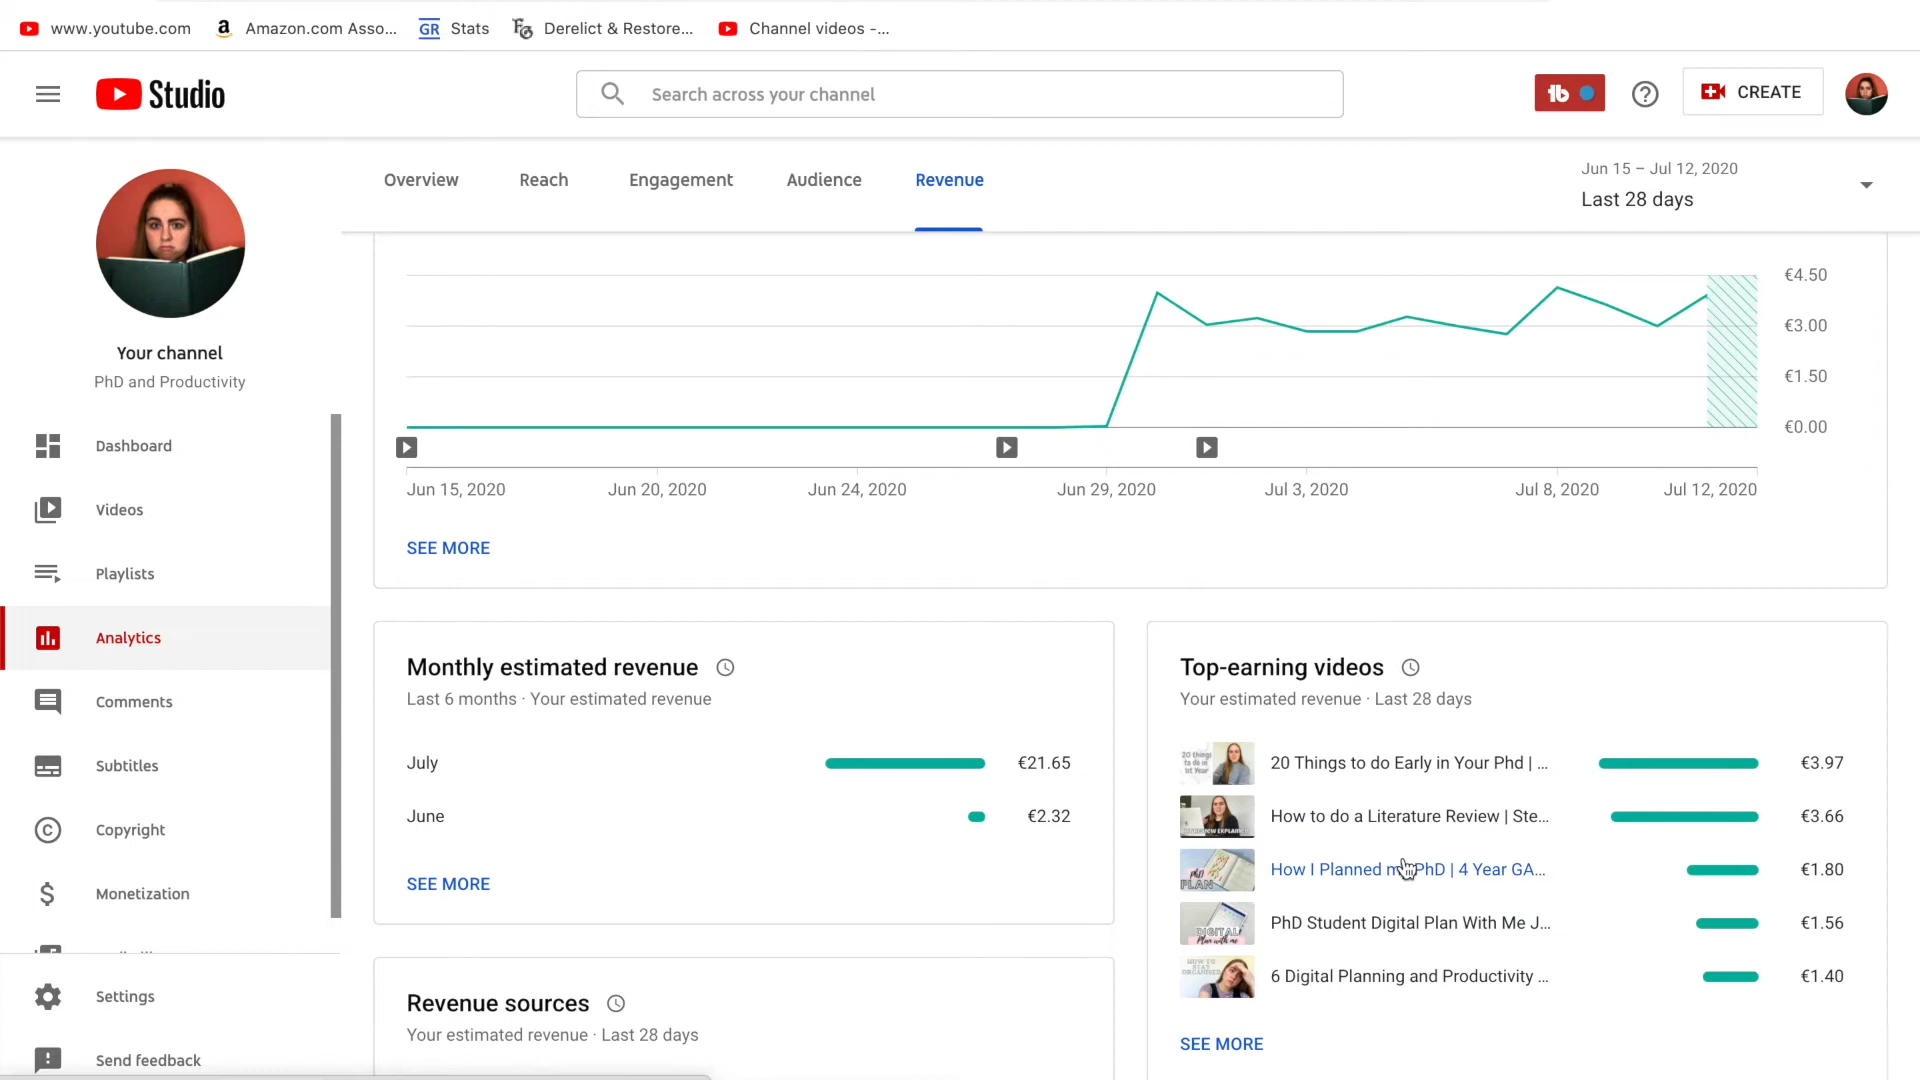 www.youtube.com
Amazon.com Asso...
GR Stats
Derelict & Restore...
Channel videos -...
Studio
Search across your channel
CREATE
Overview
Reach
Engagement
Audience
Revenue
Jun 15 – Jul 12, 2020
Last 28 days
Your channel
PhD and Productivity
Dashboard
Videos
Playlists
Analytics
Comments
Subtitles
Copyright
Monetization
Settings
Send feedback
€4.50
€3.00
€1.50
€0.00
Jun 15, 2020
Jun 20, 2020
Jun 24, 2020
Jun 29, 2020
Jul 3, 2020
Jul 8, 2020
Jul 12, 2020
SEE MORE
Monthly estimated revenue
Last 6 months · Your estimated revenue
July €21.65
June €2.32
SEE MORE
Revenue sources
Your estimated revenue · Last 28 days
Top-earning videos
Your estimated revenue · Last 28 days
20 Things to do Early in Your Phd | ... €3.97
How to do a Literature Review | Ste... €3.66
How I Planned PhD | 4 Year GA... €1.80
PhD Student Digital Plan With Me J... €1.56
6 Digital Planning and Productivity ... €1.40
SEE MORE